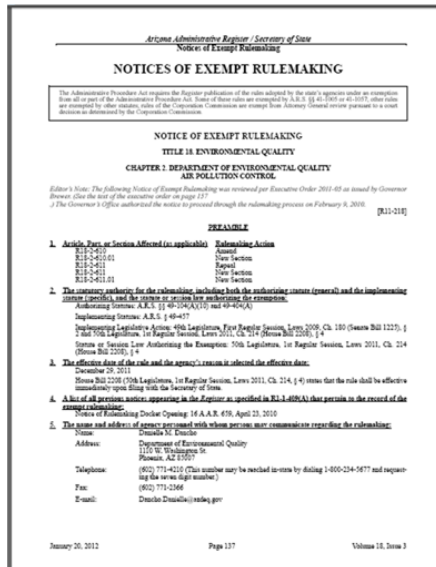 Arizona Administrative Register / Secretary of State
Notices of Exempt Rulemaking
NOTICES OF EXEMPT RULEMAKING
The Administrative Procedure Act requires the Register publication of the rules adopted by the state's agencies under an exemption
from all or part of the Administrative Procedure Act. Some of these rules are exempted by A.R.S. §§ 41-1005 or 41-1057; other rules
are exempted by other statutes; rules of the Corporation Commission are exempt from Attorney General review pursuant to a court
decision as determined by the Corporation Commission.
NOTICE OF EXEMPT RULEMAKING
TITLE 18. ENVIRONMENTAL QUALITY
CHAPTER 2. DEPARTMENT OF ENVIRONMENTAL QUALITY
AIR POLLUTION CONTROL
Editor's Note: The following Notice of Exempt Rulemaking was reviewed per Executive Order 2011-05 as issued by Governor
Brewer. (See the text of the executive order on page 157
.) The Governor's Office authorized the notice to proceed through the rulemaking process on February 9, 2010.
[R11-218]
PREAMBLE
1. Article, Part, or Section Affected (as applicable) Rulemaking Action
R18-2-610 Amend
R18-2-610.01 New Section
R18-2-611 Repeal
R18-2-611 New Section
R18-2-611.01 New Section
2. The statutory authority for the rulemaking, including both the authorizing statute (general) and the implementing
statute (specific), and the statute or session law authorizing the exemption:
Authorizing Statutes: A.R.S. §§ 49-104(A)(10) and 49-404(A)
Implementing Statutes: A.R.S. § 49-457
Implementing Legislative Action: 49th Legislature, First Regular Session, Laws 2009, Ch. 180 (Senate Bill 1225), §
2 and 50th Legislature, 1st Regular Session, Laws 2011, Ch. 214 (House Bill 2208), § 4
Statute or Session Law Authorizing the Exemption: 50th Legislature, 1st Regular Session, Laws 2011, Ch. 214
(House Bill 2208), § 4
3. The effective date of the rule and the agency's reason it selected the effective date:
December 29, 2011
House Bill 2208 (50th Legislature, 1st Regular Session, Laws 2011, Ch. 214, § 4) states that the rule shall be effective
immediately upon filing with the Secretary of State.
4. A list of all previous notices appearing in the Register as specified in R1-1-409(A) that pertain to the record of the
exempt rulemaking:
Notice of Rulemaking Docket Opening: 16 A.A.R. 659, April 23, 2010
5. The name and address of agency personnel with whom persons may communicate regarding the rulemaking:
Name: Danielle M. Dancho
Address: Department of Environmental Quality
1110 W. Washington St.
Phoenix, AZ 85007
Telephone: (602) 771-4210 (This number may be reached in-state by dialing 1-800-234-5677 and request-
ing the seven digit number.)
Fax: (602) 771-2366
E-mail: Dancho.Danielle@azdeq.gov
January 20, 2012 Page 137 Volume 18, Issue 3